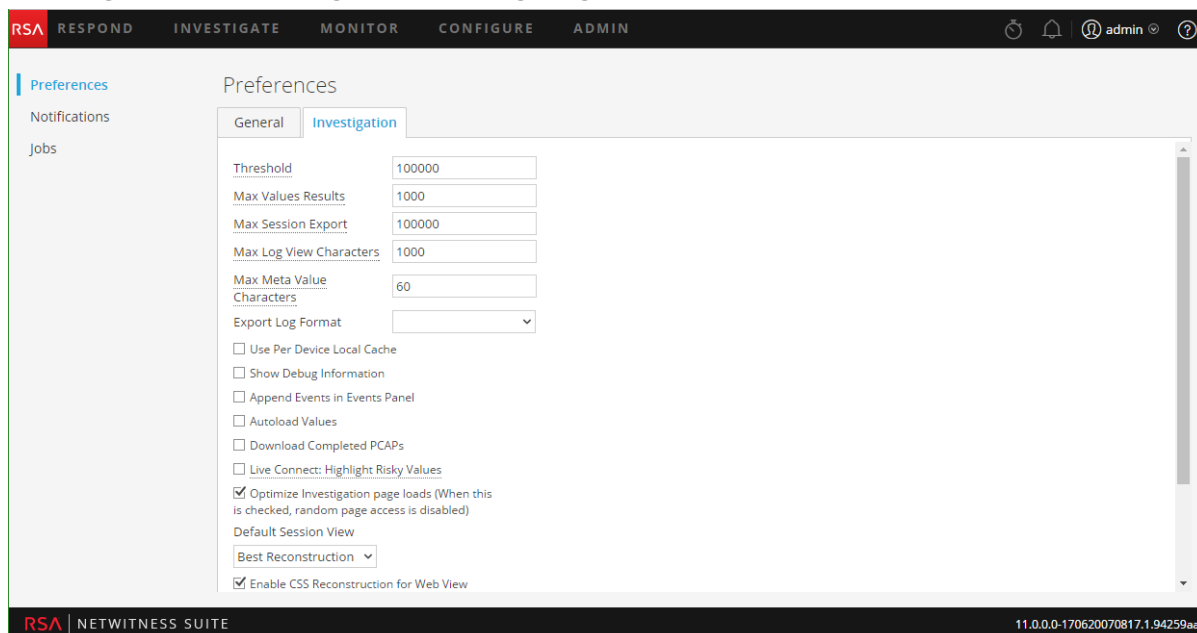 RSA RESPOND INVESTIGATE MONITOR CONFIGURE ADMIN admin ?
Preferences
Notifications
Jobs
Preferences
General Investigation
Threshold 100000
Max Values Results 1000
Max Session Export 100000
Max Log View Characters 1000
Max Meta Value
Characters 60
Export Log Format
Use Per Device Local Cache
Show Debug Information
Append Events in Events Panel
Autoload Values
Download Completed PCAPs
Live Connect: Highlight Risky Values
Optimize Investigation page loads (When this
is checked, random page access is disabled)
Default Session View
Best Reconstruction
Enable CSS Reconstruction for Web View
RSA NETWITNESS SUITE 11.0.0.0-170620070817.1.94259aa